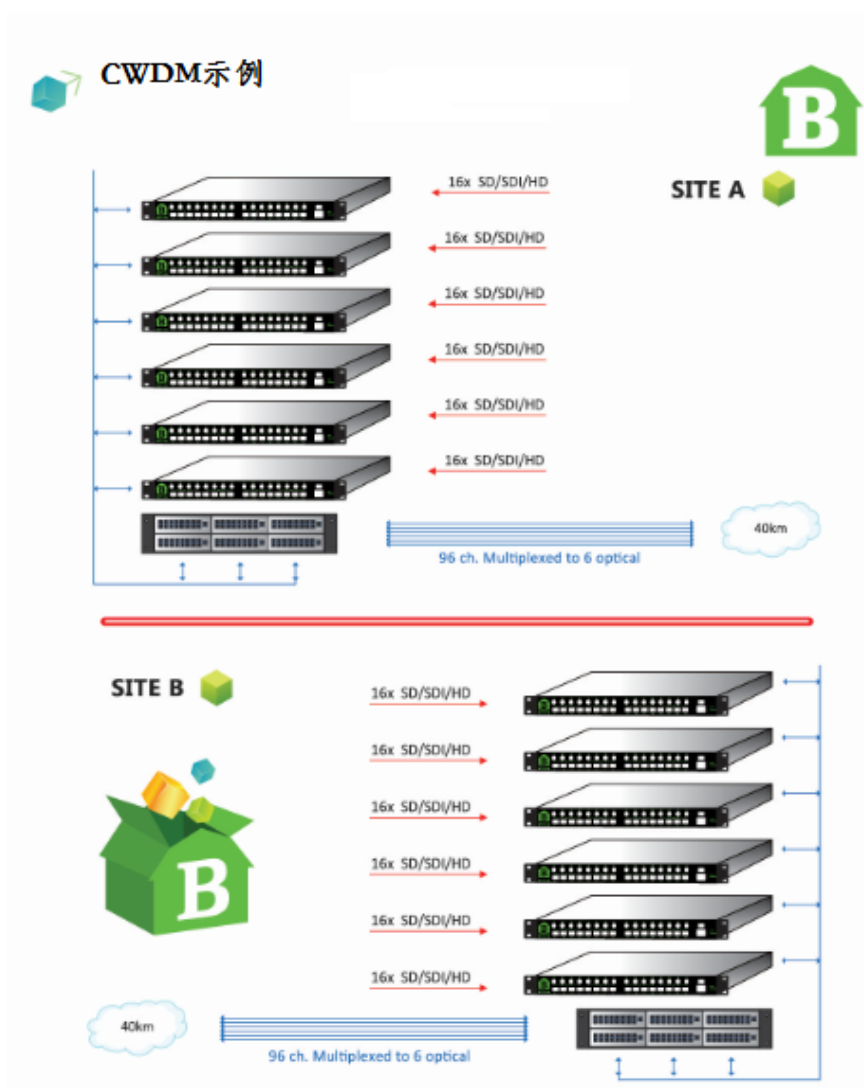 CWDM示例
B
16x SD/SDI/HD
SITE A
16x SD/SDI/HD
16x SD/SDI/HD
16x SD/SDI/HD
16x SD/SDI/HD
16x SD/SDI/HD
40km
96 ch. Multiplexed to 6 optical
SITE B
16x SD/SDI/HD
16x SD/SDI/HD
16x SD/SDI/HD
B
16x SD/SDI/HD
16x SD/SDI/HD
16x SD/SDI/HD
40km
96 ch. Multiplexed to 6 optical